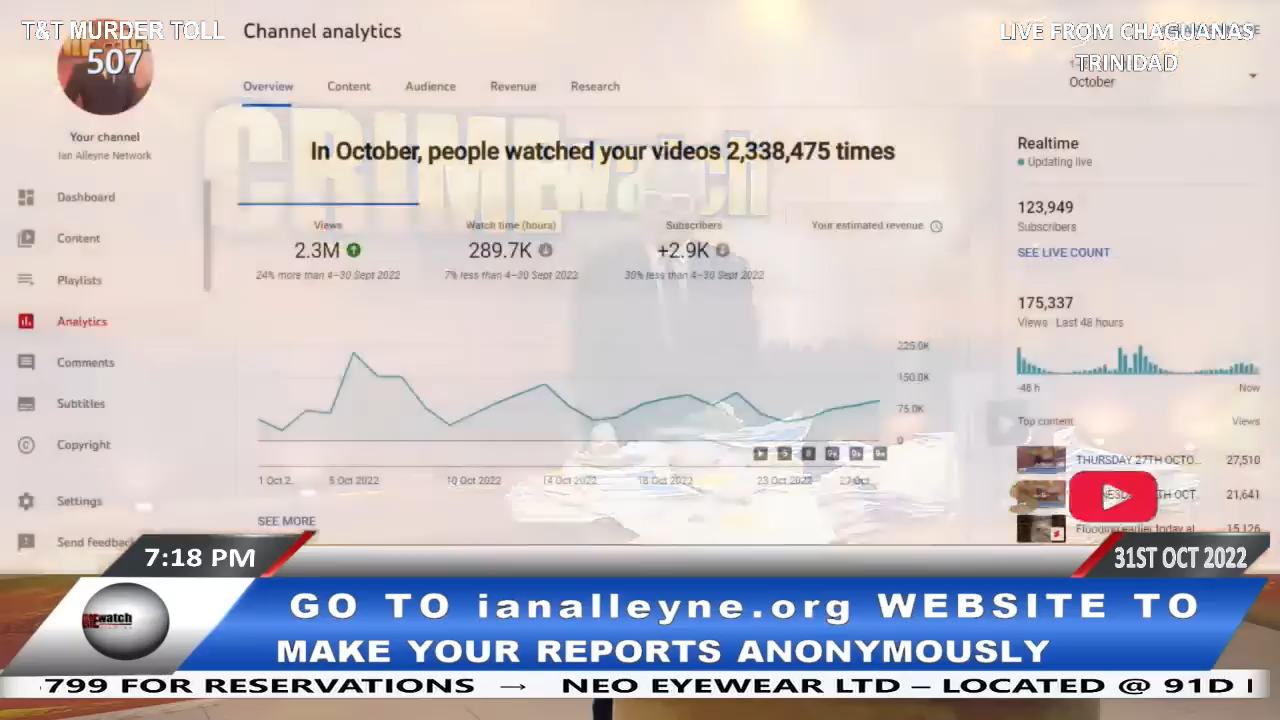 T&T MURDER TOLL
507
LIVE FROM CHAGUANAS
TRINIDAD
Channel analytics
October
Overview
Content
Audience
Revenue
Research
Your channel
Ian Alleyne Network
Dashboard
Content
Playlists
Analytics
Comments
Subtitles
Copyright
Settings
Send feedback
CRIMEWatch
In October, people watched your videos 2,338,475 times
Views
2.3M
24% more than 4–30 Sept 2022
Watch time (hours)
289.7K
7% less than 4–30 Sept 2022
Subscribers
+2.9K
30% less than 4–30 Sept 2022
Your estimated revenue
225.0K
150.0K
75.0K
0
1 Oct 2..
5 Oct 2022
10 Oct 2022
14 Oct 2022
18 Oct 2022
23 Oct 2022
27 Oct
SEE MORE
Realtime
Updating live
123,949
Subscribers
SEE LIVE COUNT
175,337
Views · Last 48 hours
-48 h
Now
Top content
Views
THURSDAY 27TH OCTO...
27,510
TH OCT
21,641
Flooding earlier today at
15,126
7:18 PM
31ST OCT 2022
watch
GO TO ianalleyne.org WEBSITE TO
MAKE YOUR REPORTS ANONYMOUSLY
799 FOR RESERVATIONS → NEO EYEWEAR LTD – LOCATED @ 91D